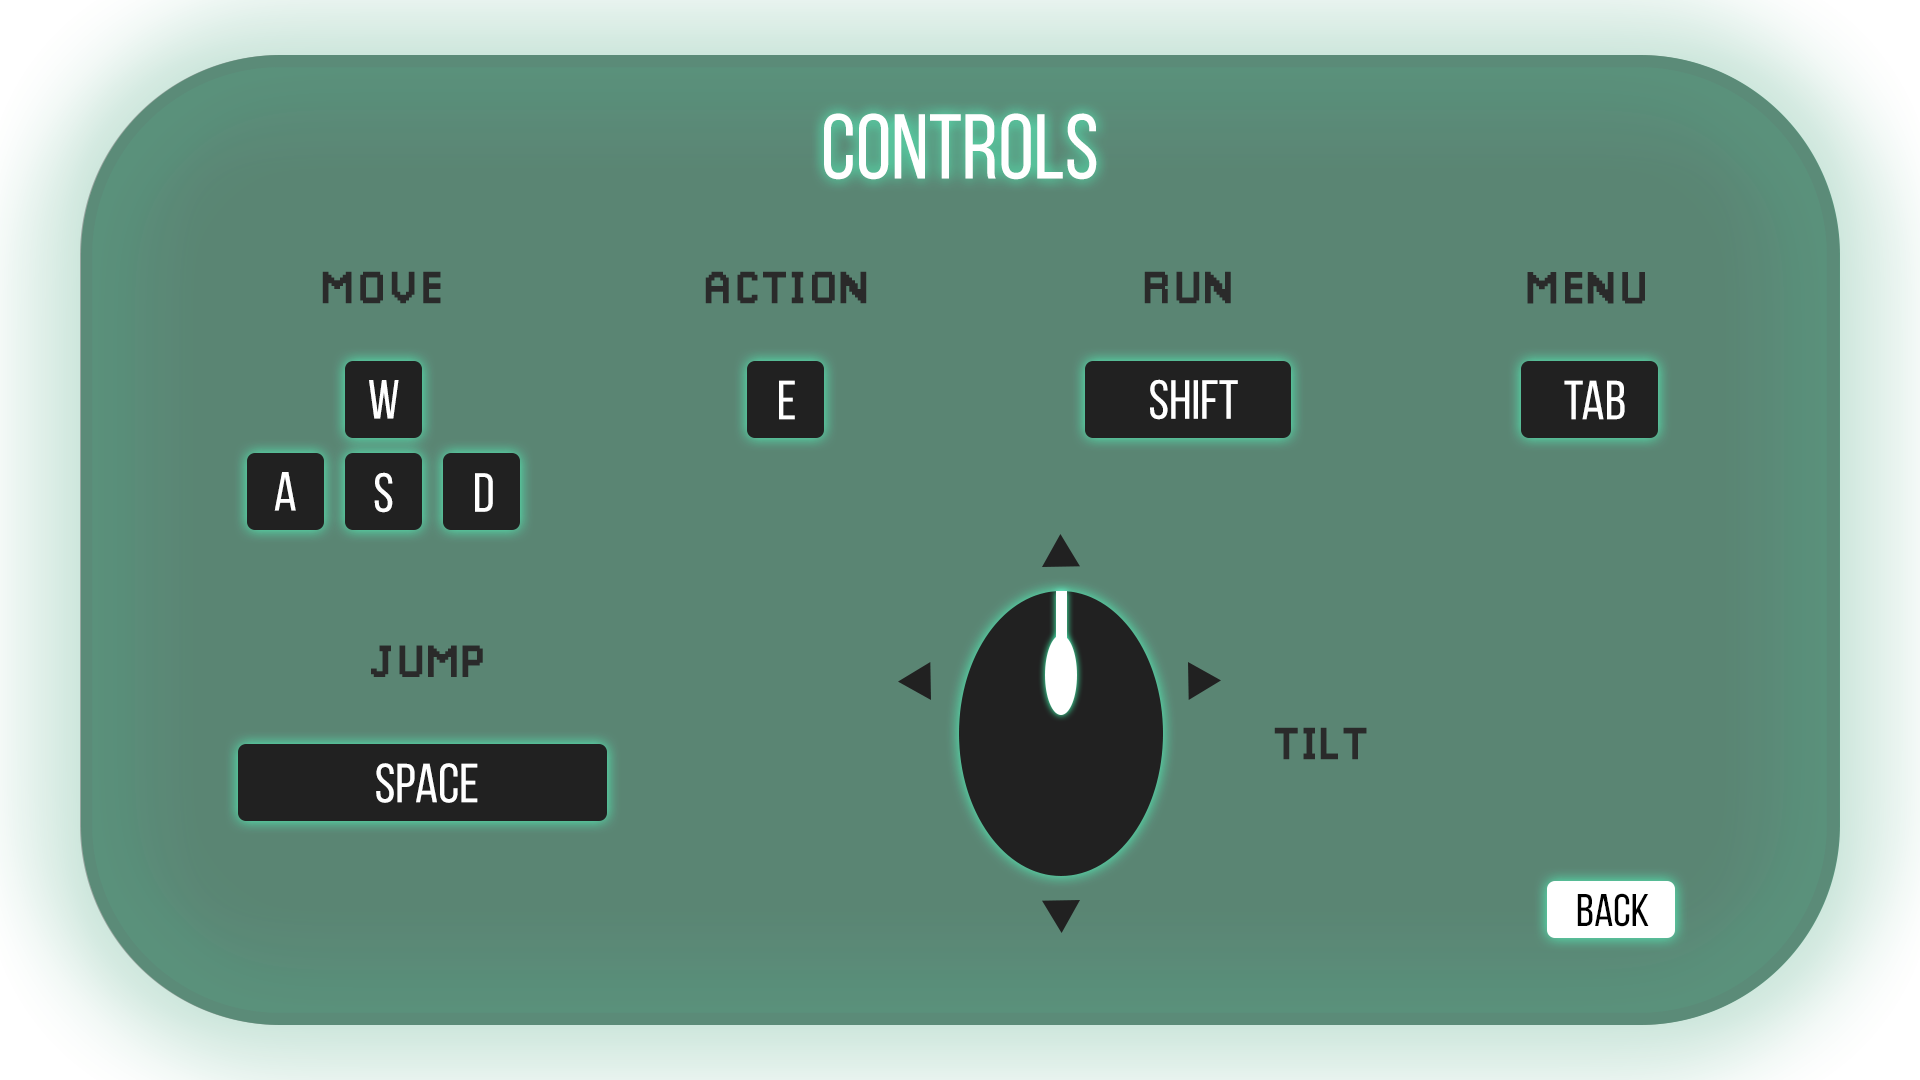 CONTROLS
MOVE
ACTION
RUN
MENU
W
E
SHIFT
TAB
A
S
D
JUMP
TILT
SPACE
BACK